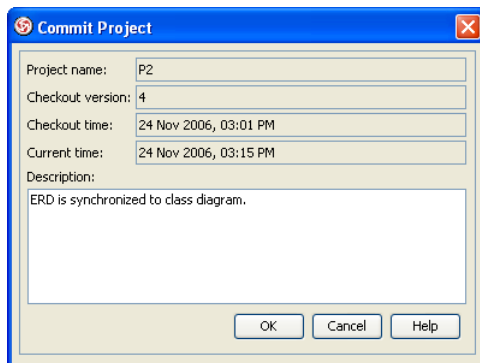 Commit Project
Project name: P2
Checkout version: 4
Checkout time: 24 Nov 2006, 03:01 PM
Current time: 24 Nov 2006, 03:15 PM
Description:
ERD is synchronized to class diagram.
OK Cancel Help